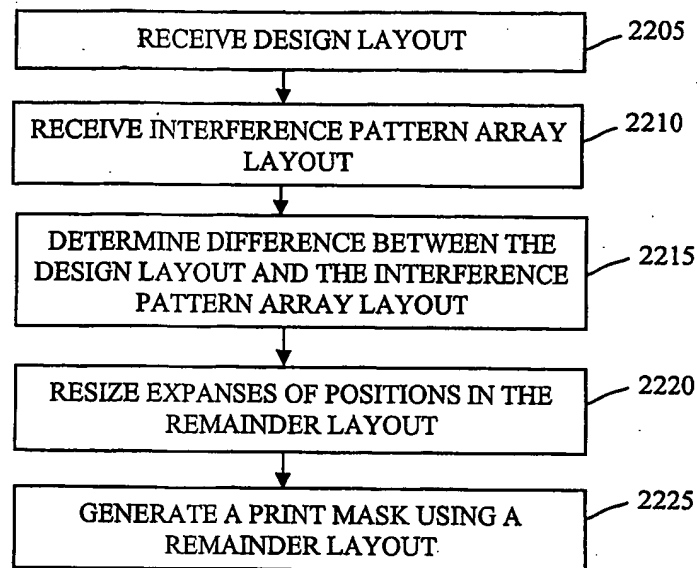 RECEIVE DESIGN LAYOUT
2205
RECEIVE INTERFERENCE PATTERN ARRAY
LAYOUT
2210
DETERMINE DIFFERENCE BETWEEN THE
DESIGN LAYOUT AND THE INTERFERENCE
PATTERN ARRAY LAYOUT
2215
RESIZE EXPANSES OF POSITIONS IN THE
REMAINDER LAYOUT
2220
GENERATE A PRINT MASK USING A
REMAINDER LAYOUT
2225